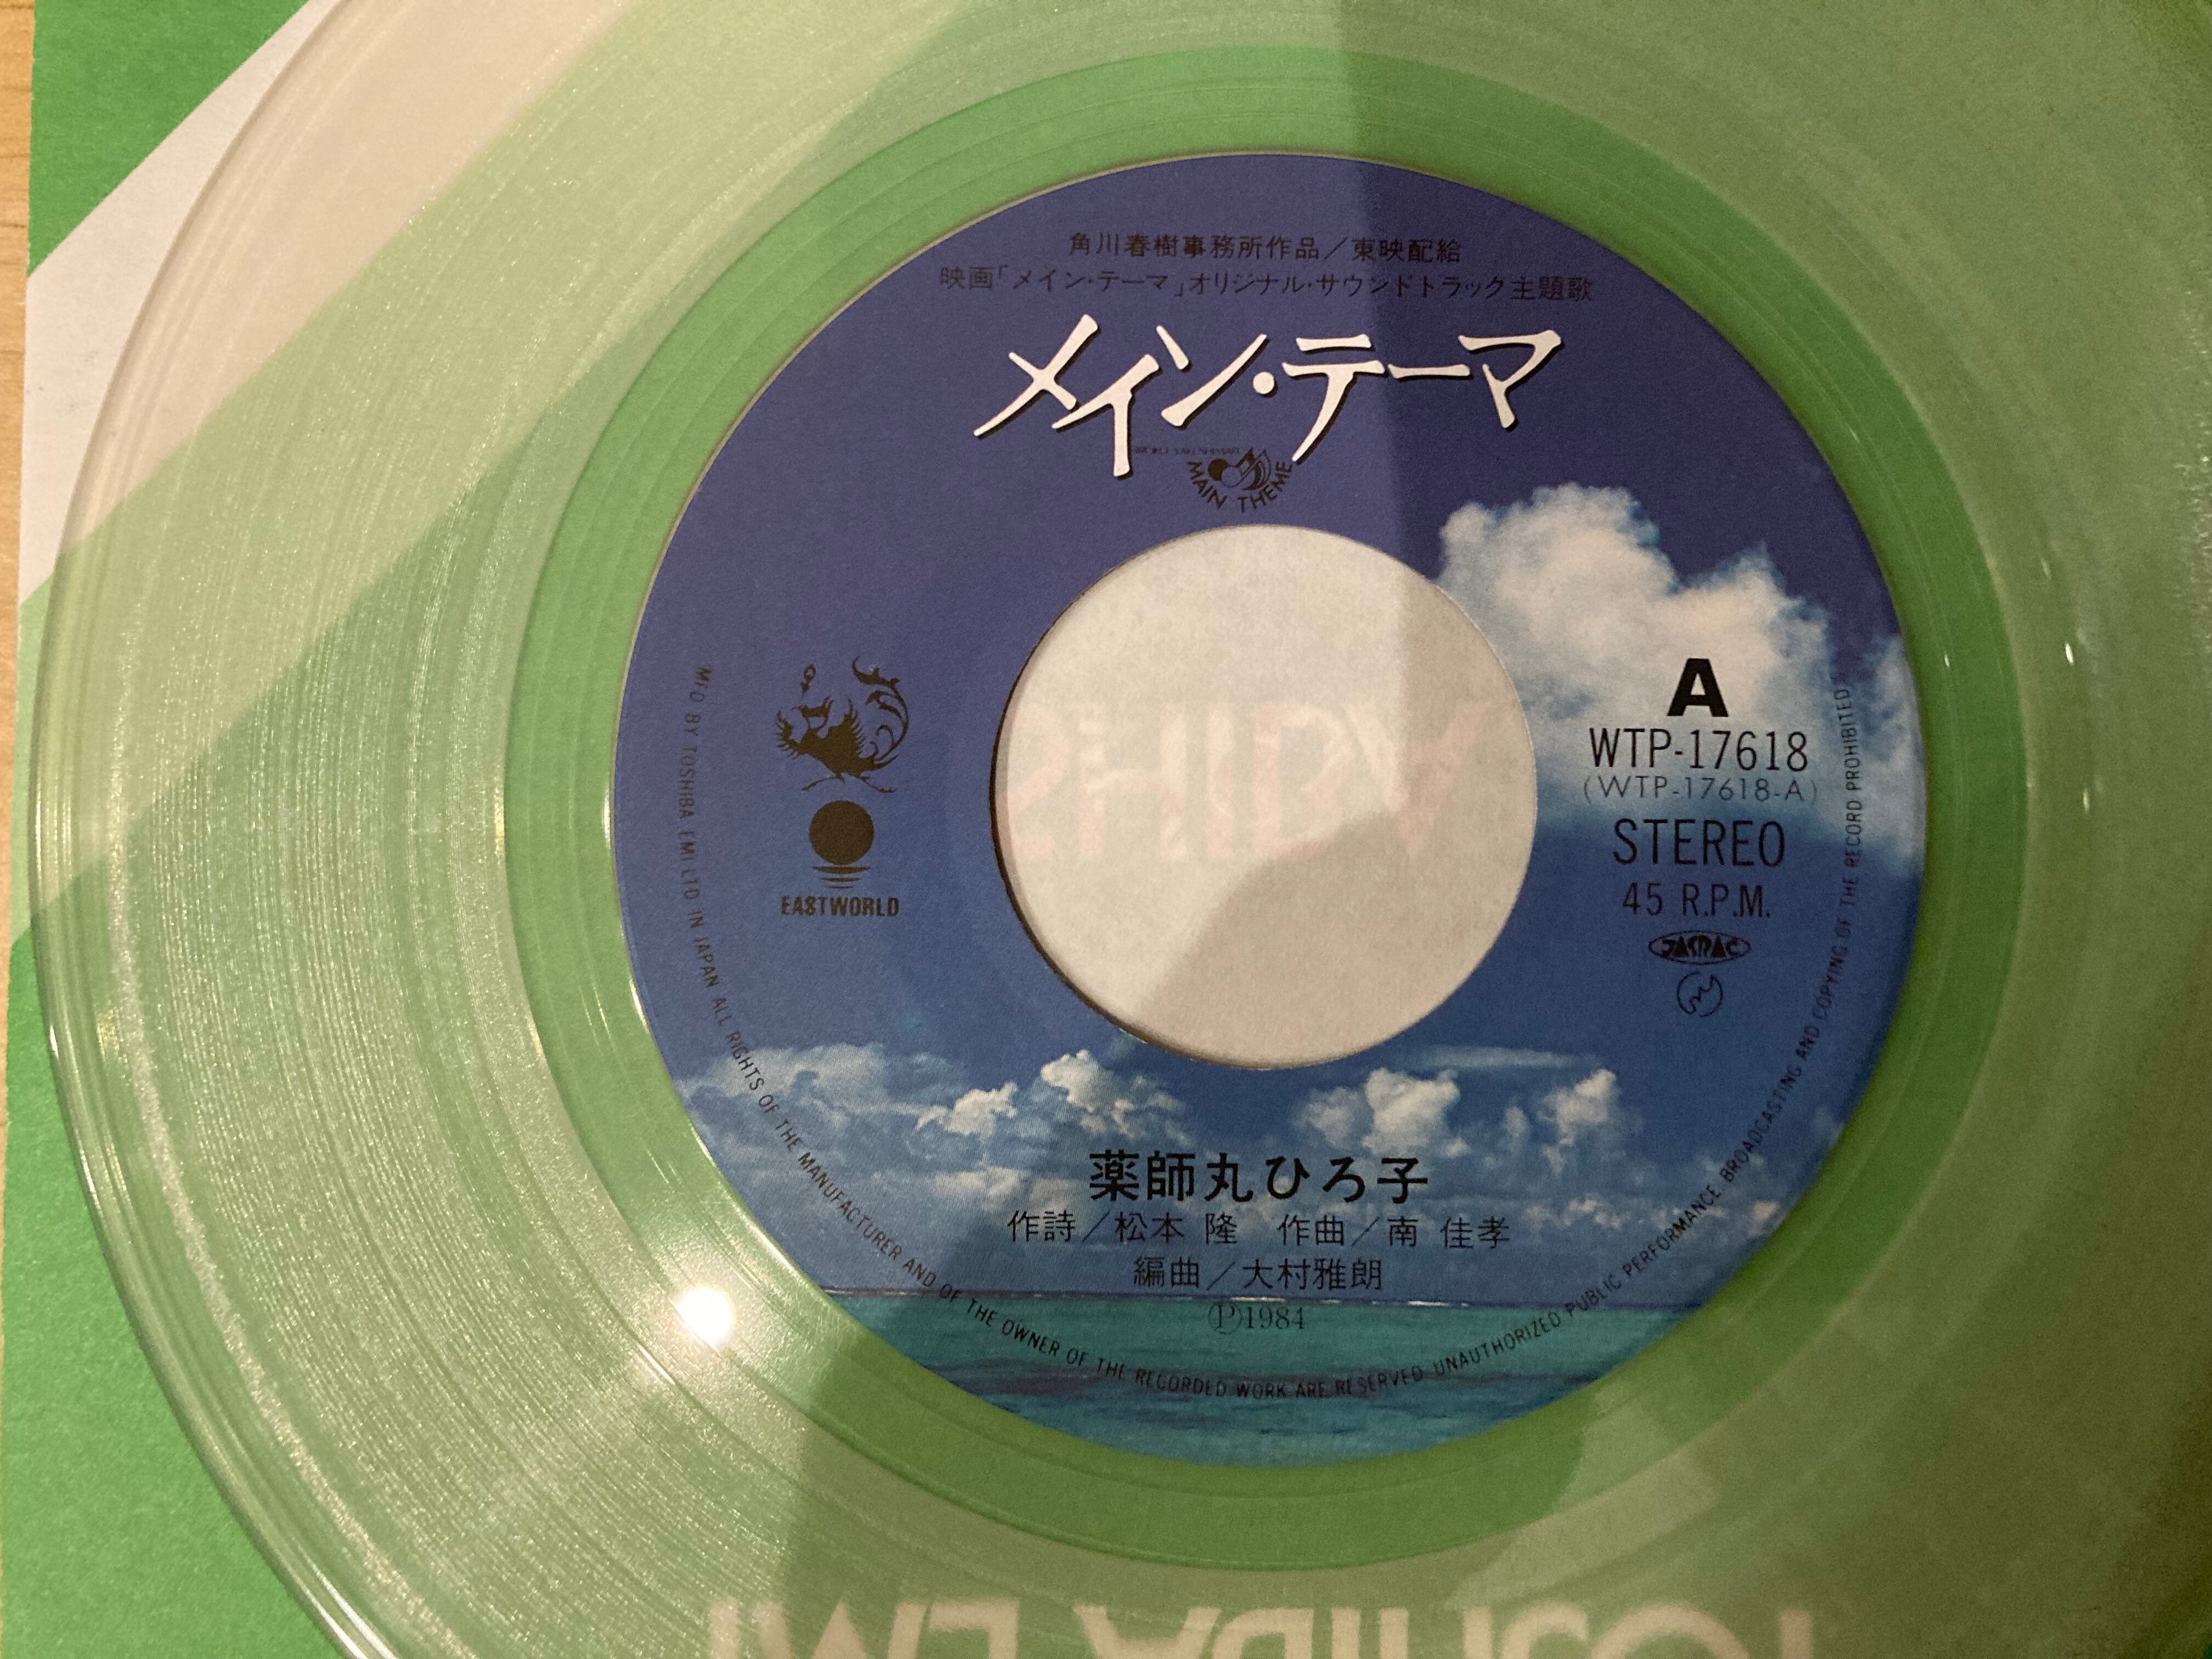 角川春樹事務所作品／東映配給
映画「メイン・テーマ」オリジナル・サウンドトラック主題歌
メイン・テーマ
MAIN THEME
EASTWORLD
A
WTP-17618
(WTP-17618-A)
STEREO
45 R.P.M.
JASRAC
薬師丸ひろ子
作詩／松本 隆 作曲／南 佳孝
編曲／大村雅朗
Ⓟ1984
MFD BY TOSHIBA EMI LTD IN JAPAN ALL RIGHTS OF THE MANUFACTURER AND OF THE OWNER OF THE RECORDED WORK ARE RESERVED UNAUTHORIZED PUBLIC PERFORMANCE BROADCASTING AND COPYING OF THE RECORD PROHIBITED
TOSHIBA EMI